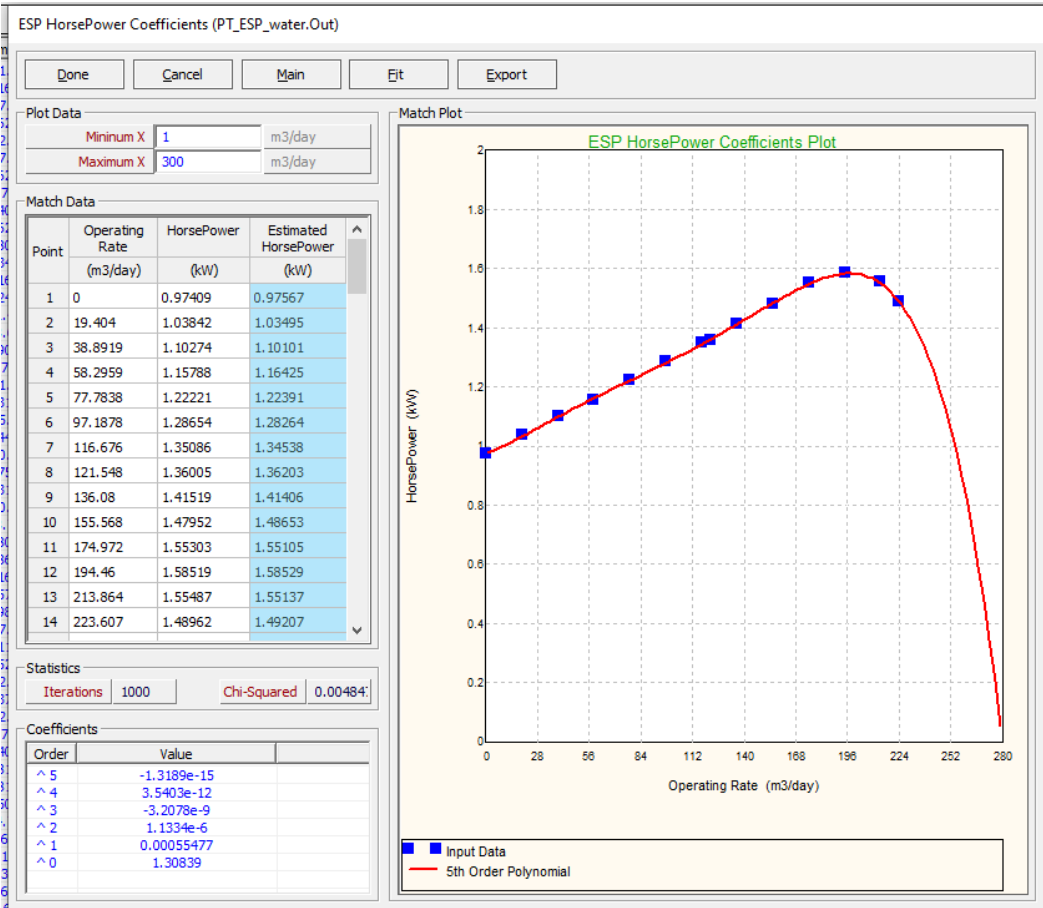 ESP HorsePower Coefficients (PT_ESP_water.Out)
Done Cancel Main Fit Export
Plot Data
Mininum X 1 m3/day
Maximum X 300 m3/day
Match Data
Point Operating Rate HorsePower Estimated HorsePower
(m3/day) (kW) (kW)
1 0 0.97409 0.97567
2 19.404 1.03842 1.03495
3 38.8919 1.10274 1.10101
4 58.2959 1.15788 1.16425
5 77.7838 1.22221 1.22391
6 97.1878 1.28654 1.28264
7 116.676 1.35086 1.34538
8 121.548 1.36005 1.36203
9 136.08 1.41519 1.41406
10 155.568 1.47952 1.48653
11 174.972 1.55303 1.55105
12 194.46 1.58519 1.58529
13 213.864 1.55487 1.55137
14 223.607 1.48962 1.49207
Statistics
Iterations 1000 Chi-Squared 0.00484
Coefficients
Order Value
^ 5 -1.3189e-15
^ 4 3.5403e-12
^ 3 -3.2078e-9
^ 2 1.1334e-6
^ 1 0.00055477
^ 0 1.30839
Match Plot
ESP HorsePower Coefficients Plot
2
1.8
1.6
1.4
1.2
1
0.8
0.6
0.4
0.2
0
HorsePower (kW)
0 28 56 84 112 140 168 196 224 252 280
Operating Rate (m3/day)
Input Data
5th Order Polynomial